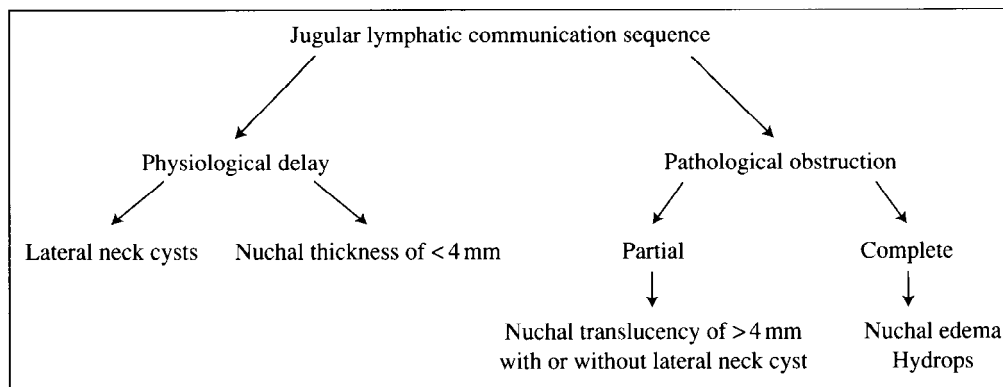 Jugular lymphatic communication sequence
Physiological delay
Pathological obstruction
Lateral neck cysts
Nuchal thickness of < 4 mm
Partial
Complete
Nuchal translucency of > 4 mm
with or without lateral neck cyst
Nuchal edema
Hydrops